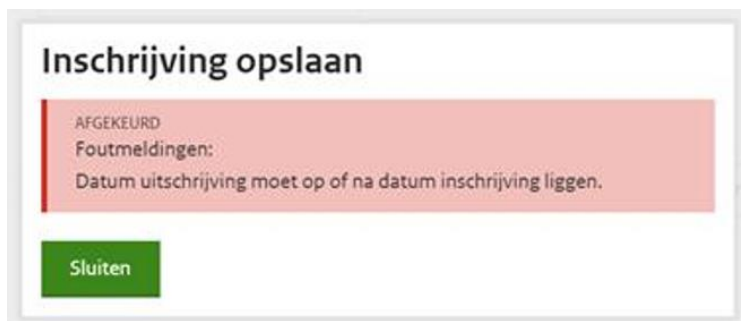 Inschrijving opslaan
AFGEKEURD
Foutmeldingen:
Datum uitschrijving moet op of na datum inschrijving liggen.
Sluiten